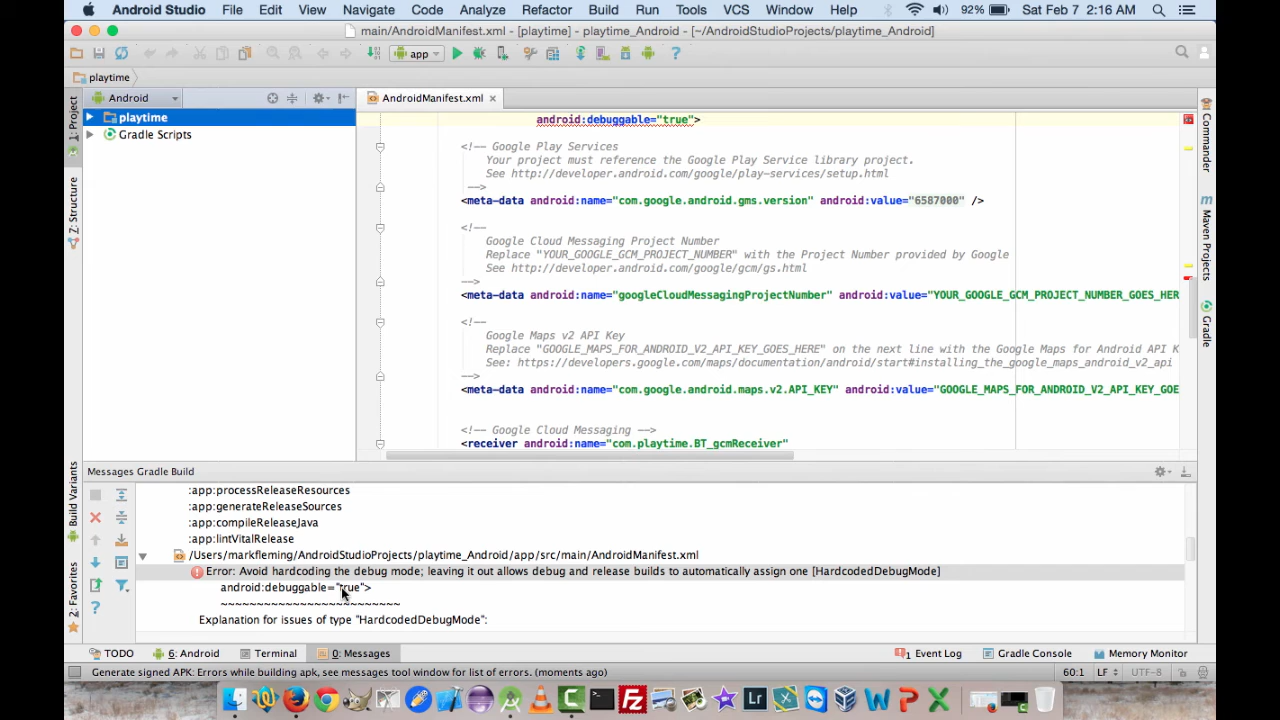 Android Studio File Edit View Navigate Code Analyze Refactor Build Run Tools VCS Window Help 92% Sat Feb 7 2:16 AM
main/AndroidManifest.xml - [playtime] - playtime_Android - [~/AndroidStudioProjects/playtime_Android]
app
playtime
Android
AndroidManifest.xml
1: Project
Z: Structure
Build Variants
2: Favorites
playtime
Gradle Scripts
android:debuggable="true">
<!-- Google Play Services
Your project must reference the Google Play Service library project.
See http://developer.android.com/google/play-services/setup.html
-->
<meta-data android:name="com.google.android.gms.version" android:value="6587000" />
<!--
Google Cloud Messaging Project Number
Replace "YOUR_GOOGLE_GCM_PROJECT_NUMBER" with the Project Number provided by Google
See http://developer.android.com/google/gcm/gs.html
-->
<meta-data android:name="googleCloudMessagingProjectNumber" android:value="YOUR_GOOGLE_GCM_PROJECT_NUMBER_GOES_HER
<!--
Google Maps v2 API Key
Replace "GOOGLE_MAPS_FOR_ANDROID_V2_API_KEY_GOES_HERE" on the next line with the Google Maps for Android API K
See: https://developers.google.com/maps/documentation/android/start#installing_the_google_maps_android_v2_api
-->
<meta-data android:name="com.google.android.maps.v2.API_KEY" android:value="GOOGLE_MAPS_FOR_ANDROID_V2_API_KEY_GOE
<!-- Google Cloud Messaging -->
<receiver android:name="com.playtime.BT_gcmReceiver"
Commander
Maven Projects
Gradle
Messages Gradle Build
:app:processReleaseResources
:app:generateReleaseSources
:app:compileReleaseJava
:app:lintVitalRelease
/Users/markfleming/AndroidStudioProjects/playtime_Android/app/src/main/AndroidManifest.xml
Error: Avoid hardcoding the debug mode; leaving it out allows debug and release builds to automatically assign one [HardcodedDebugMode]
android:debuggable="true">
~~~~~~~~~~~~~~~~~~~~~~~~~
Explanation for issues of type "HardcodedDebugMode":
TODO 6: Android Terminal 0: Messages 1 Event Log Gradle Console Memory Monitor
Generate signed APK: Errors while building apk, see messages tool window for list of errors. (moments ago) 60:1 LF UTF-8